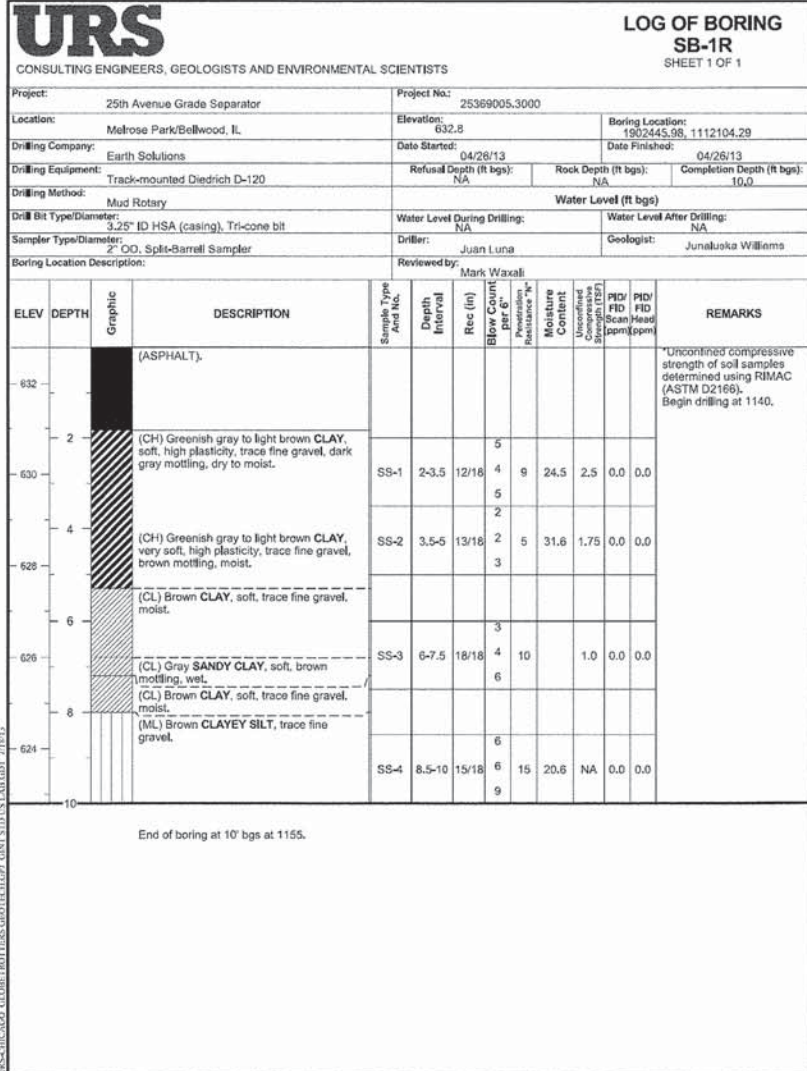 URS
CONSULTING ENGINEERS, GEOLOGISTS AND ENVIRONMENTAL SCIENTISTS
LOG OF BORING
SB-1R
SHEET 1 OF 1
Project:
25th Avenue Grade Separator
Project No.:
25369005.3000
Location:
Melrose Park/Bellwood, IL
Elevation:
632.8
Boring Location:
1902445.98, 1112104.29
Drilling Company:
Earth Solutions
Date Started:
04/26/13
Date Finished:
04/26/13
Drilling Equipment:
Track-mounted Diedrich D-120
Refusal Depth (ft bgs):
NA
Rock Depth (ft bgs):
NA
Completion Depth (ft bgs):
10.0
Drilling Method:
Mud Rotary
Water Level (ft bgs)
Drill Bit Type/Diameter:
3.25" ID HSA (casing), Tri-cone bit
Water Level During Drilling:
NA
Water Level After Drilling:
NA
Sampler Type/Diameter:
2" OD, Split-Barrell Sampler
Driller:
Juan Luna
Geologist:
Junaluska Williams
Boring Location Description:
Reviewed by:
Mark Waxali
ELEV DEPTH Graphic DESCRIPTION
Sample Type And No.
Depth Interval
Rec (in)
Blow Count per 6"
Penetration Resistance "N"
Moisture Content
Unconfined Compressive Strength (TSF)
PID/ FID Scan (ppm)
PID/ FID Head (ppm)
REMARKS
(ASPHALT).
*Unconfined compressive
strength of soil samples
determined using RIMAC
(ASTM D2166).
Begin drilling at 1140.
632
2
(CH) Greenish gray to light brown CLAY,
soft, high plasticity, trace fine gravel, dark
gray mottling, dry to moist.
630
SS-1 2-3.5 12/18 5 4 5 9 24.5 2.5 0.0 0.0
4
(CH) Greenish gray to light brown CLAY,
very soft, high plasticity, trace fine gravel,
brown mottling, moist.
SS-2 3.5-5 13/18 2 2 3 5 31.6 1.75 0.0 0.0
628
(CL) Brown CLAY, soft, trace fine gravel,
moist.
6
626
SS-3 6-7.5 18/18 3 4 6 10 1.0 0.0 0.0
(CL) Gray SANDY CLAY, soft, brown
mottling, wet.
(CL) Brown CLAY, soft, trace fine gravel,
moist.
8
(ML) Brown CLAYEY SILT, trace fine
gravel.
624
SS-4 8.5-10 15/18 6 6 9 15 20.6 NA 0.0 0.0
10
End of boring at 10' bgs at 1155.